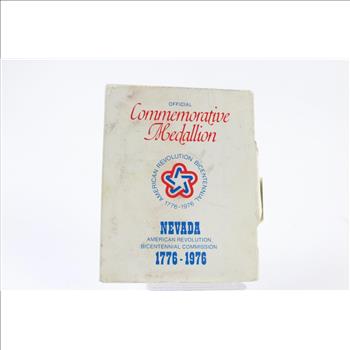 OFFICIAL
Commemorative
Medallion
AMERICAN REVOLUTION BICENTENNIAL
1776-1976
NEVADA
AMERICAN REVOLUTION
BICENTENNIAL COMMISSION
1776-1976